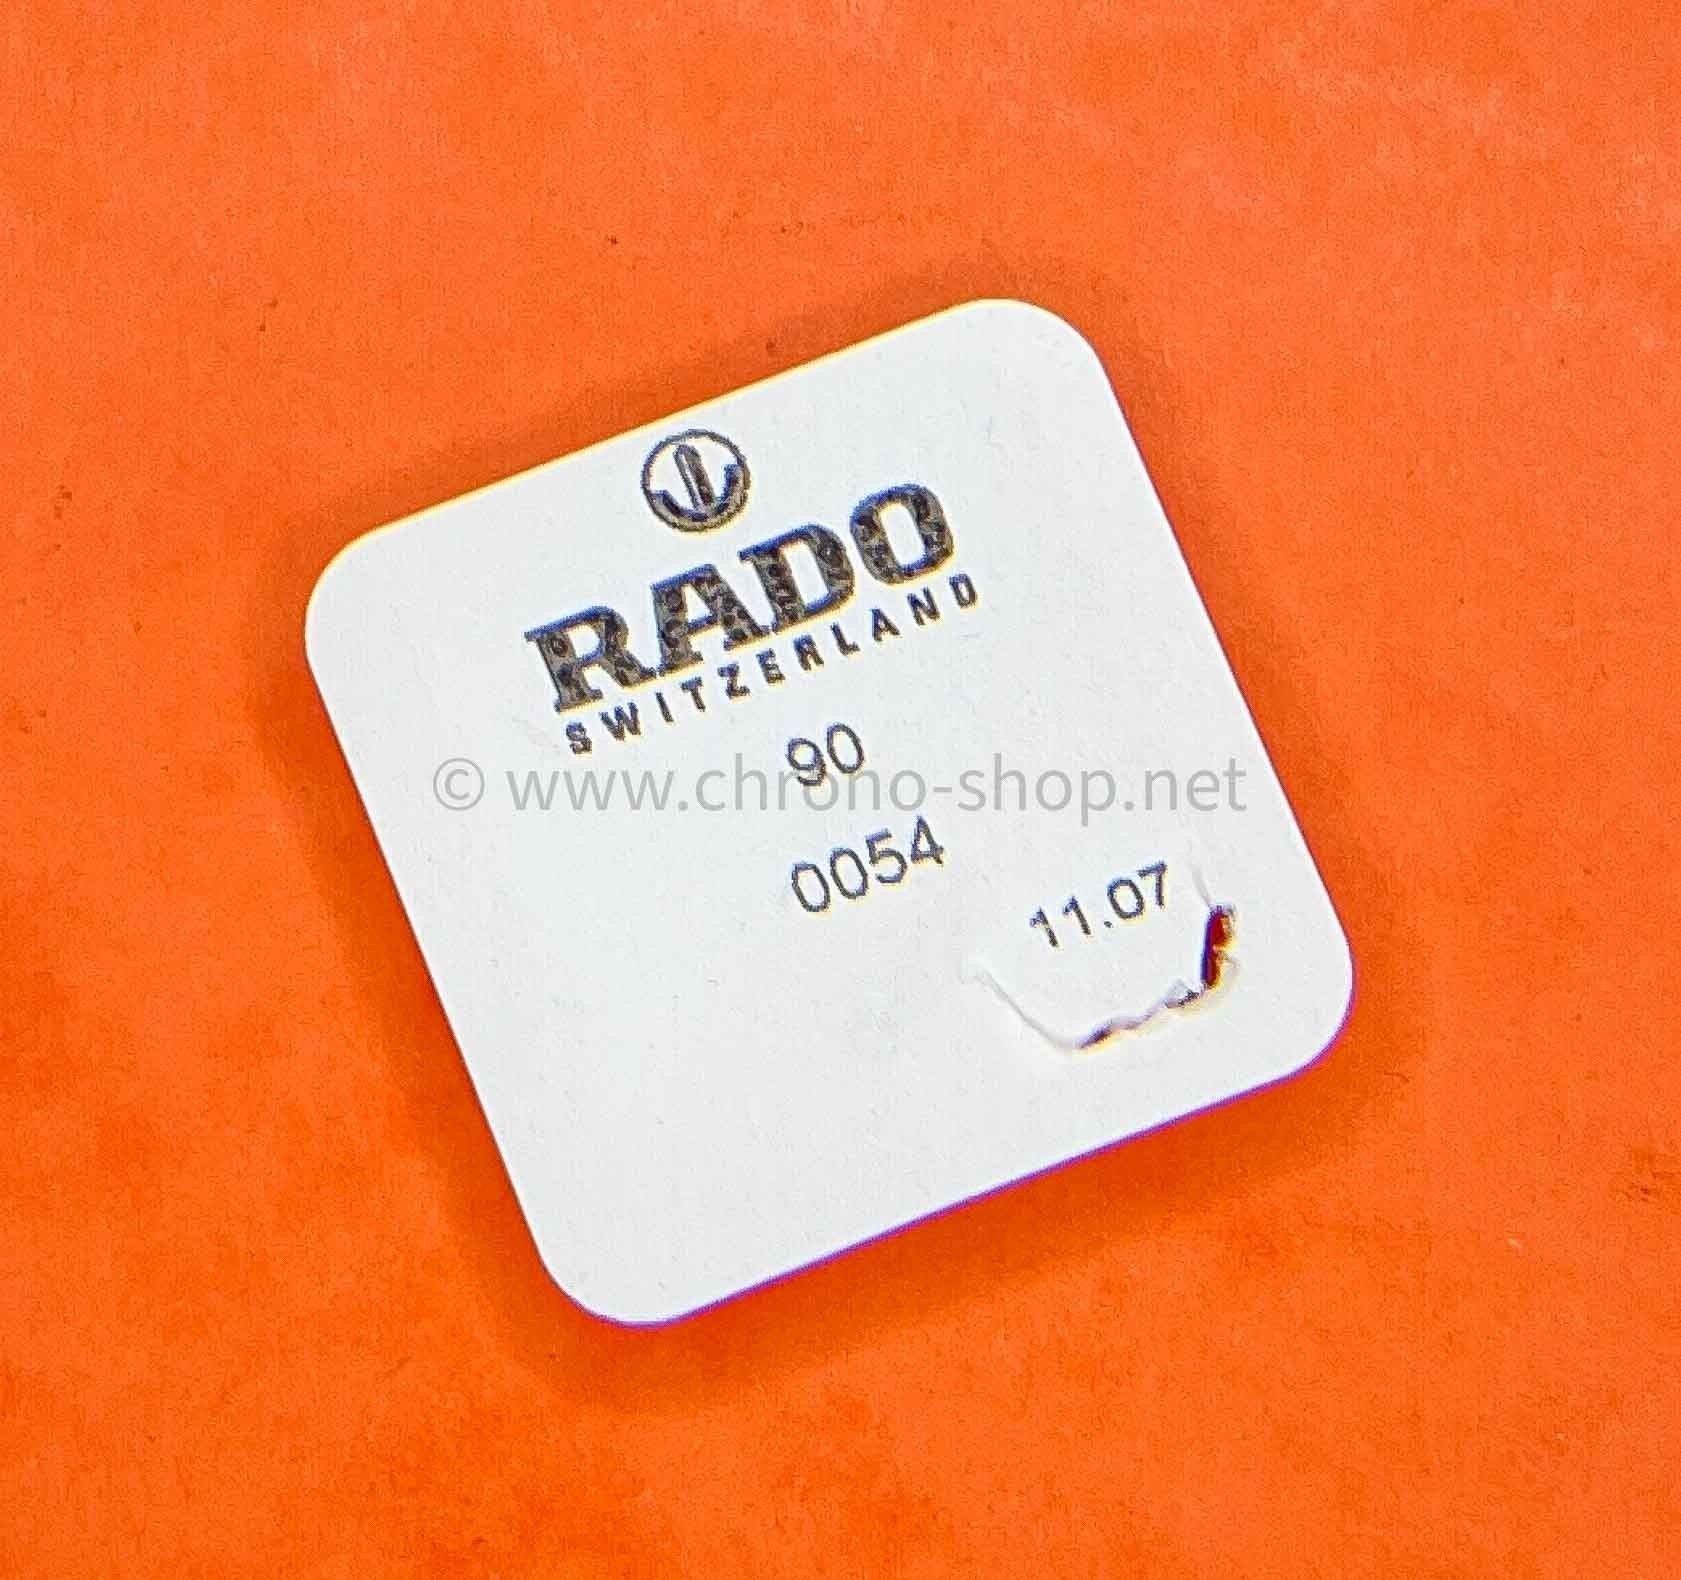 RADO
SWITZERLAND
90
© www.chrono-shop.net
0054
11.07